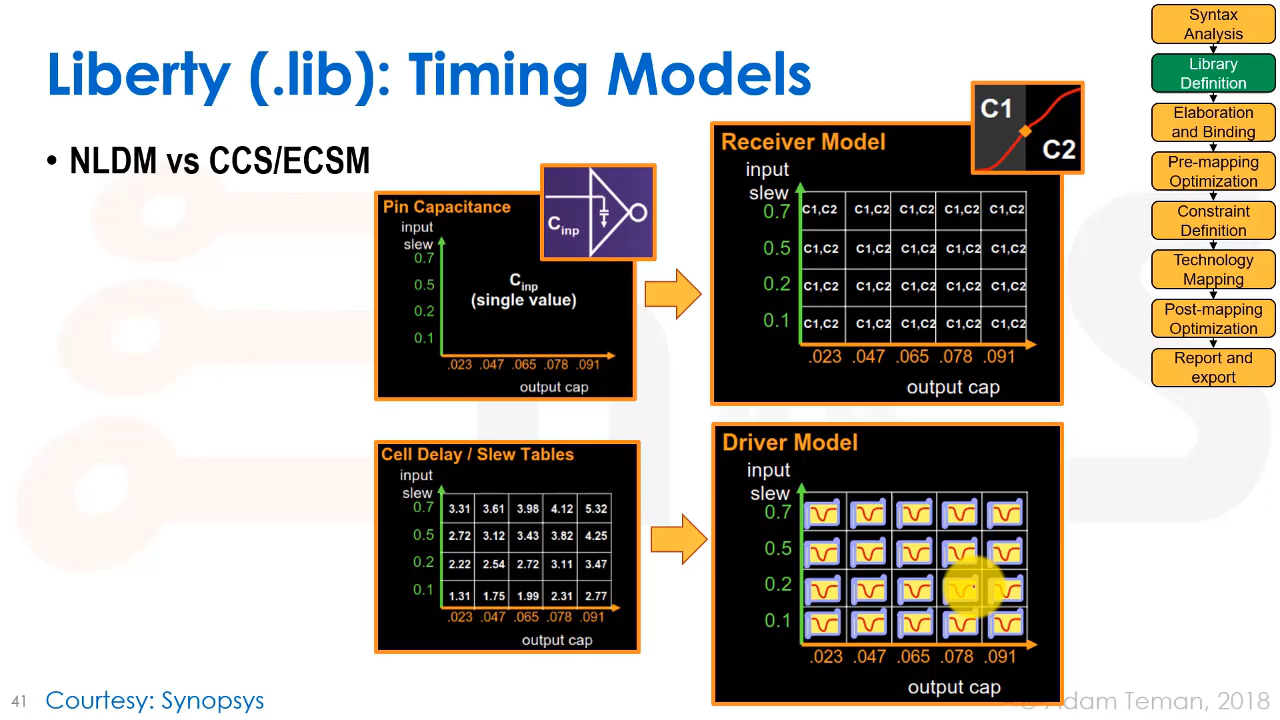 Liberty (.lib): Timing Models
• NLDM vs CCS/ECSM
Pin Capacitance
input
slew
0.7
0.5
0.2
0.1
Cinp
(single value)
.023 .047 .065 .078 .091
output cap
Cinp
Receiver Model
input
slew
0.7 C1,C2 C1,C2 C1,C2 C1,C2 C1,C2
0.5 C1,C2 C1,C2 C1,C2 C1,C2 C1,C2
0.2 C1,C2 C1,C2 C1,C2 C1,C2 C1,C2
0.1 C1,C2 C1,C2 C1,C2 C1,C2 C1,C2
.023 .047 .065 .078 .091
output cap
C1
C2
Cell Delay / Slew Tables
input
slew
0.7 3.31 3.61 3.98 4.12 5.32
0.5 2.72 3.12 3.43 3.82 4.25
0.2 2.22 2.54 2.72 3.11 3.47
0.1 1.31 1.75 1.99 2.31 2.77
.023 .047 .065 .078 .091
output cap
Driver Model
input
slew
0.7
0.5
0.2
0.1
.023 .047 .065 .078 .091
output cap
Syntax
Analysis
Library
Definition
Elaboration
and Binding
Pre-mapping
Optimization
Constraint
Definition
Technology
Mapping
Post-mapping
Optimization
Report and
export
41 Courtesy: Synopsys
© Adam Teman, 2018